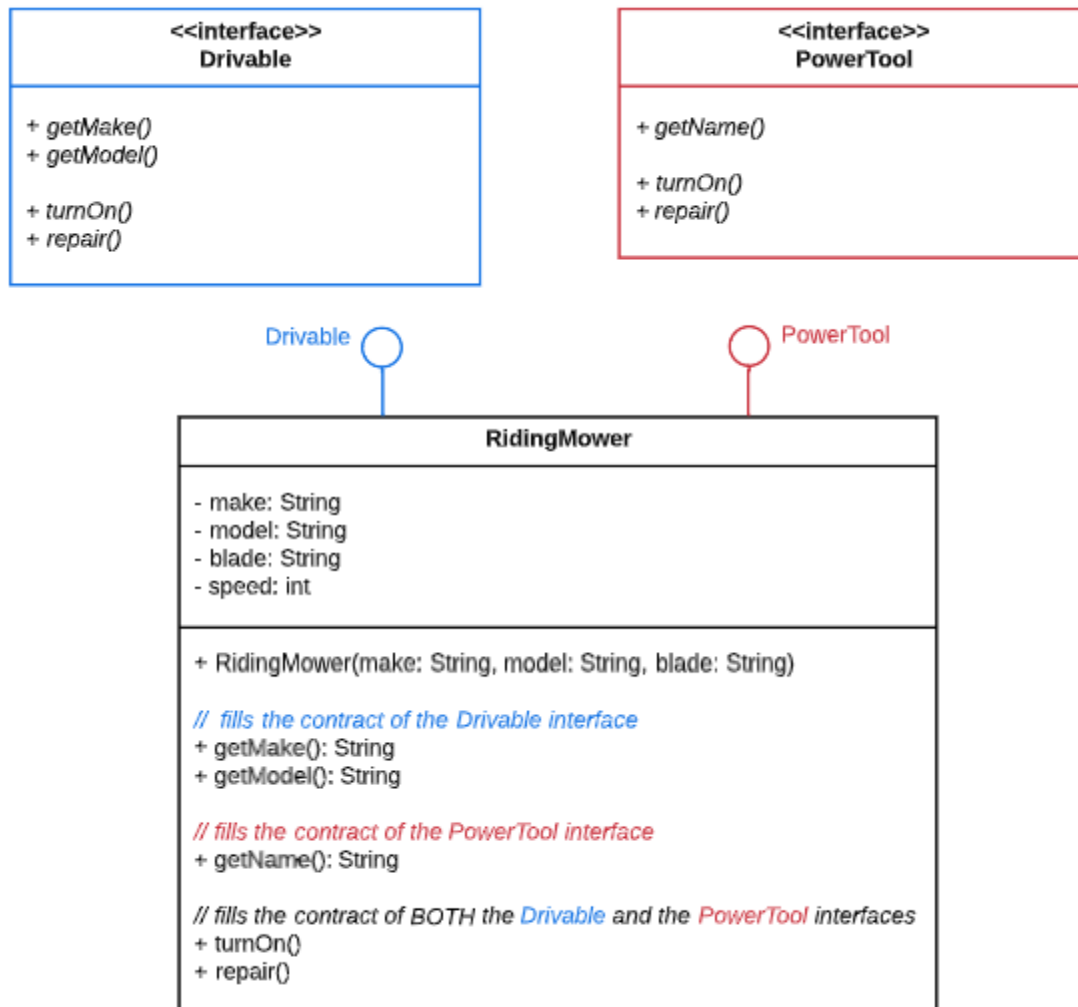 <<interface>>
Drivable
+ getMake()
+ getModel()
+ turnOn()
+ repair()
<<interface>>
PowerTool
+ getName()
+ turnOn()
+ repair()
Drivable
PowerTool
RidingMower
- make: String
- model: String
- blade: String
- speed: int
+ RidingMower(make: String, model: String, blade: String)
// fills the contract of the Drivable interface
+ getMake(): String
+ getModel(): String
// fills the contract of the PowerTool interface
+ getName(): String
// fills the contract of BOTH the Drivable and the PowerTool interfaces
+ turnOn()
+ repair()